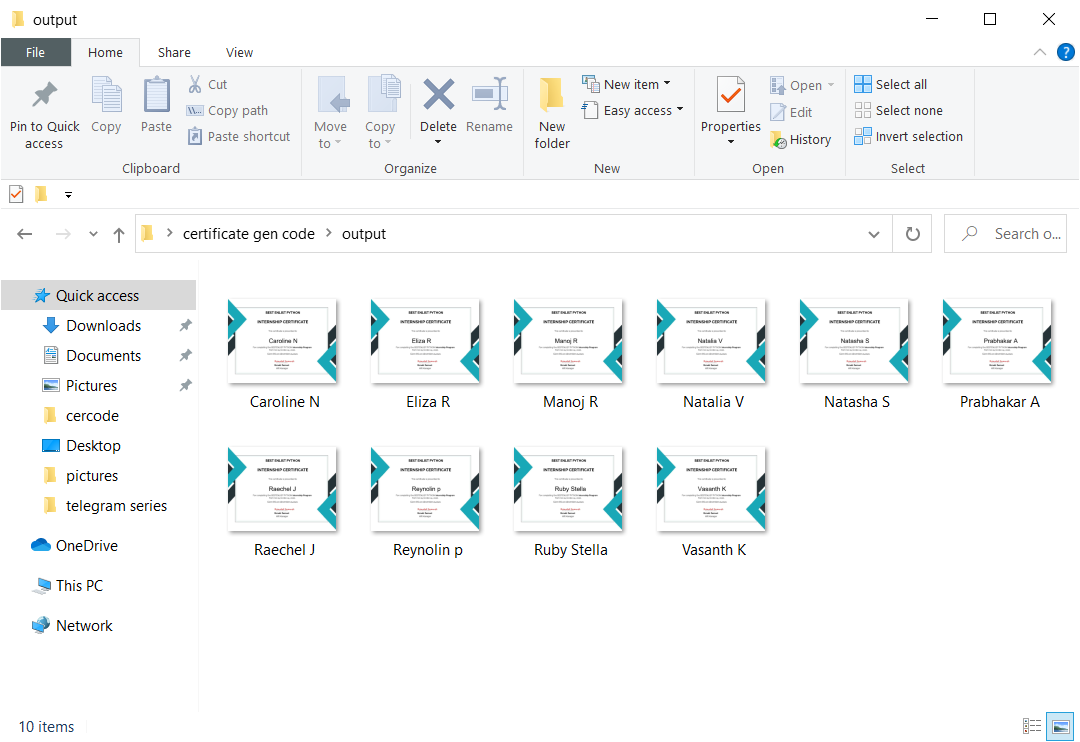 output
File Home Share View
Pin to Quick access
Copy
Paste
Cut
Copy path
Paste shortcut
Clipboard
Move to
Copy to
Delete
Rename
Organize
New folder
New item
Easy access
New
Properties
Open
Edit
History
Open
Select all
Select none
Invert selection
Select
certificate gen code > output
Search o...
Quick access
Downloads
Documents
Pictures
cercode
Desktop
pictures
telegram series
OneDrive
This PC
Network
BEST ENLIST PYTHON
INTERNSHIP CERTIFICATE
Caroline N
Caroline N
BEST ENLIST PYTHON
INTERNSHIP CERTIFICATE
Eliza R
Eliza R
BEST ENLIST PYTHON
INTERNSHIP CERTIFICATE
Manoj R
Manoj R
BEST ENLIST PYTHON
INTERNSHIP CERTIFICATE
Natalia V
Natalia V
BEST ENLIST PYTHON
INTERNSHIP CERTIFICATE
Natasha S
Natasha S
BEST ENLIST PYTHON
INTERNSHIP CERTIFICATE
Prabhakar A
Prabhakar A
BEST ENLIST PYTHON
INTERNSHIP CERTIFICATE
Raechel J
Raechel J
BEST ENLIST PYTHON
INTERNSHIP CERTIFICATE
Reynolin p
Reynolin p
BEST ENLIST PYTHON
INTERNSHIP CERTIFICATE
Ruby Stella
Ruby Stella
BEST ENLIST PYTHON
INTERNSHIP CERTIFICATE
Vasanth K
Vasanth K
10 items